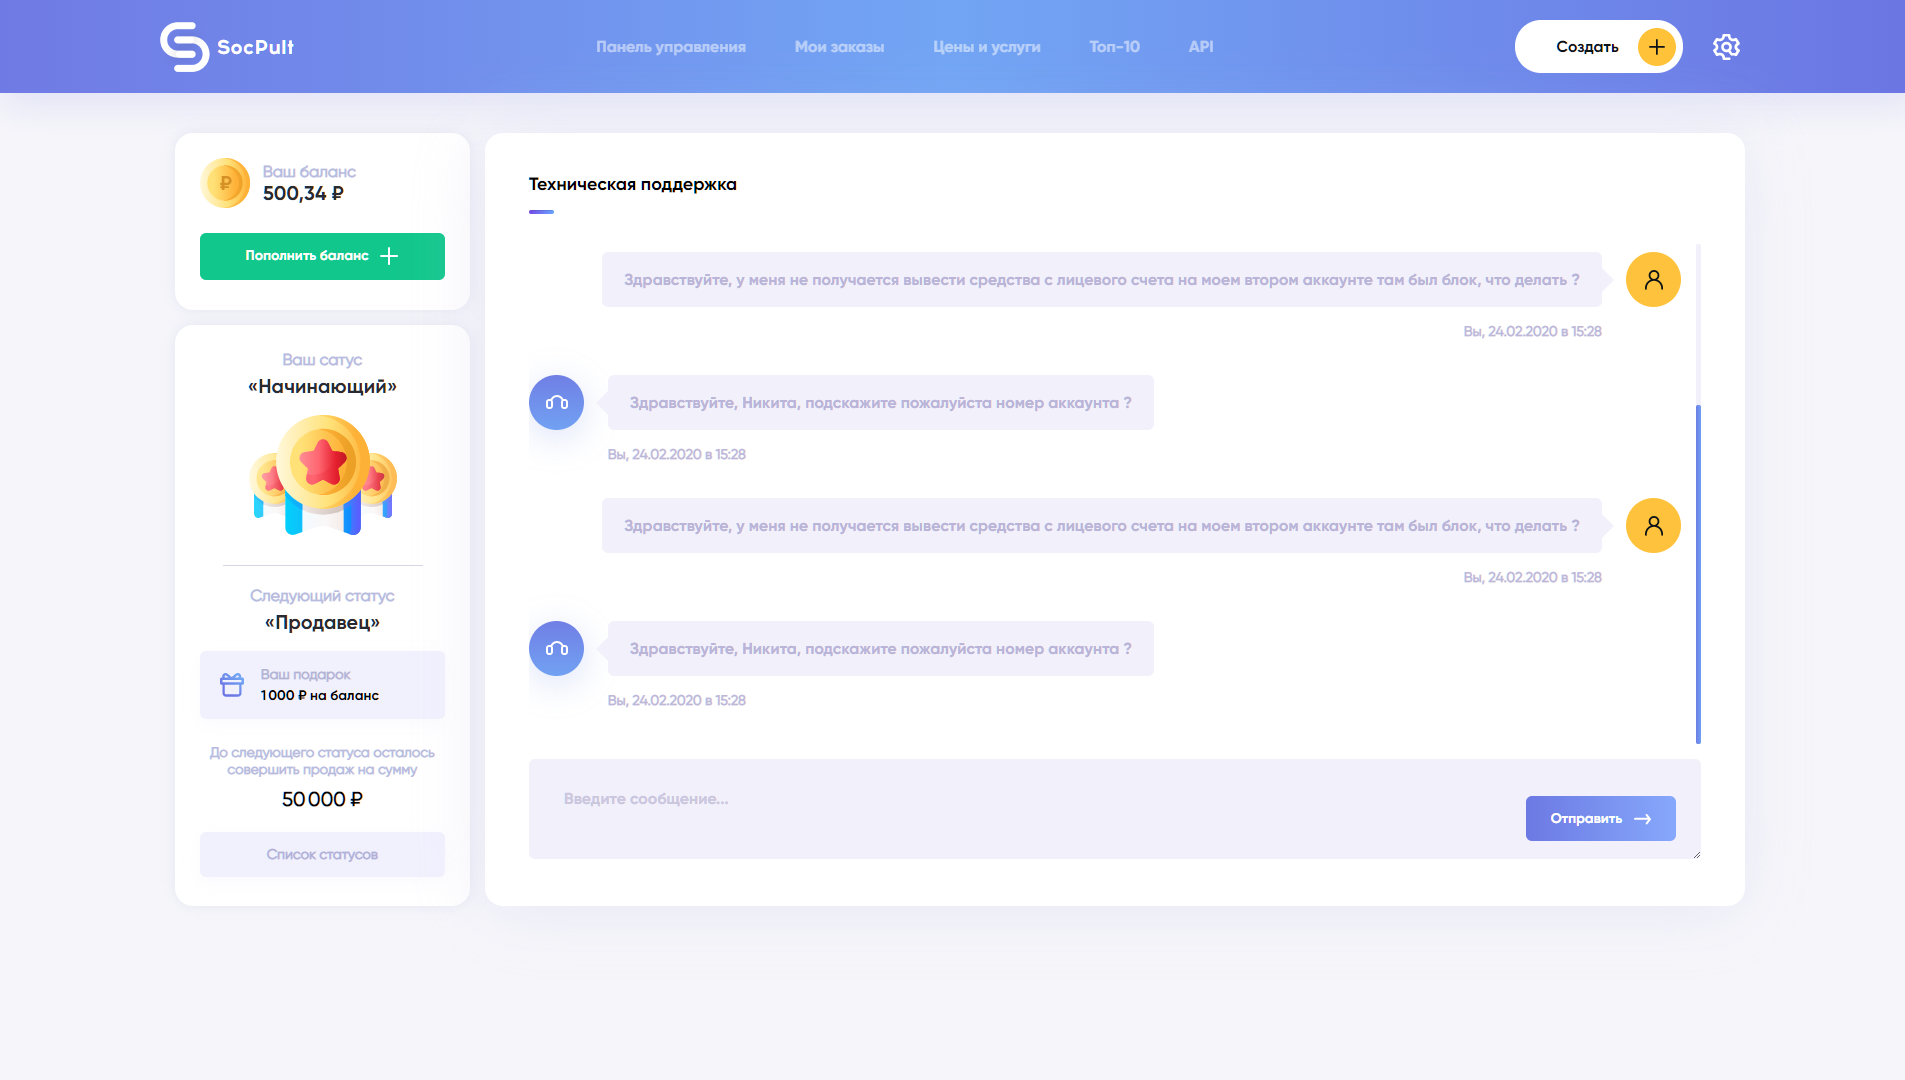 SocPult
Панель управления
Мои заказы
Цены и услуги
Топ-10
API
Создать
Ваш баланс
500,34 ₽
Пополнить баланс
Ваш сатус
«Начинающий»
Следующий статус
«Продавец»
Ваш подарок
1 000 ₽ на баланс
До следующего статуса осталось
совершить продаж на сумму
50 000 ₽
Список статусов
Техническая поддержка
Здравствуйте, у меня не получается вывести средства с лицевого счета на моем втором аккаунте там был блок, что делать ?
Вы, 24.02.2020 в 15:28
Здравствуйте, Никита, подскажите пожалуйста номер аккаунта ?
Вы, 24.02.2020 в 15:28
Здравствуйте, у меня не получается вывести средства с лицевого счета на моем втором аккаунте там был блок, что делать ?
Вы, 24.02.2020 в 15:28
Здравствуйте, Никита, подскажите пожалуйста номер аккаунта ?
Вы, 24.02.2020 в 15:28
Введите сообщение...
Отправить